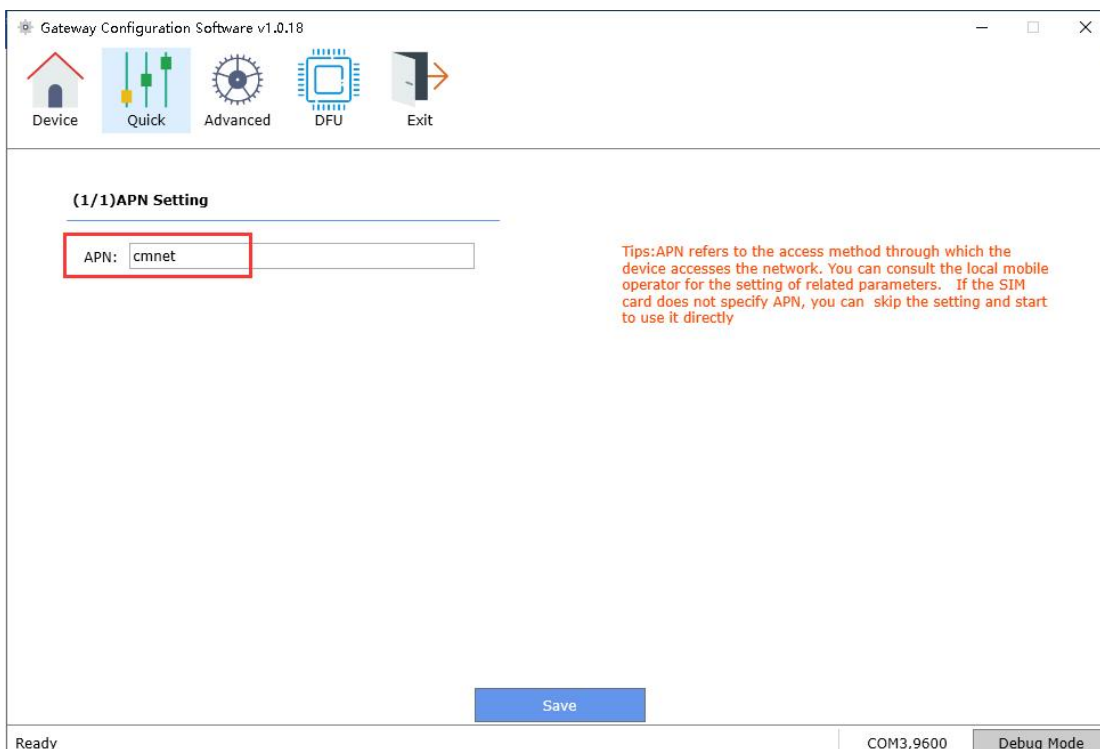 Gateway Configuration Software v1.0.18
Device Quick Advanced DFU Exit
(1/1)APN Setting
APN: cmnet
Tips:APN refers to the access method through which the
device accesses the network. You can consult the local mobile
operator for the setting of related parameters. If the SIM
card does not specify APN, you can skip the setting and start
to use it directly
Save
Ready COM3,9600 Debug Mode